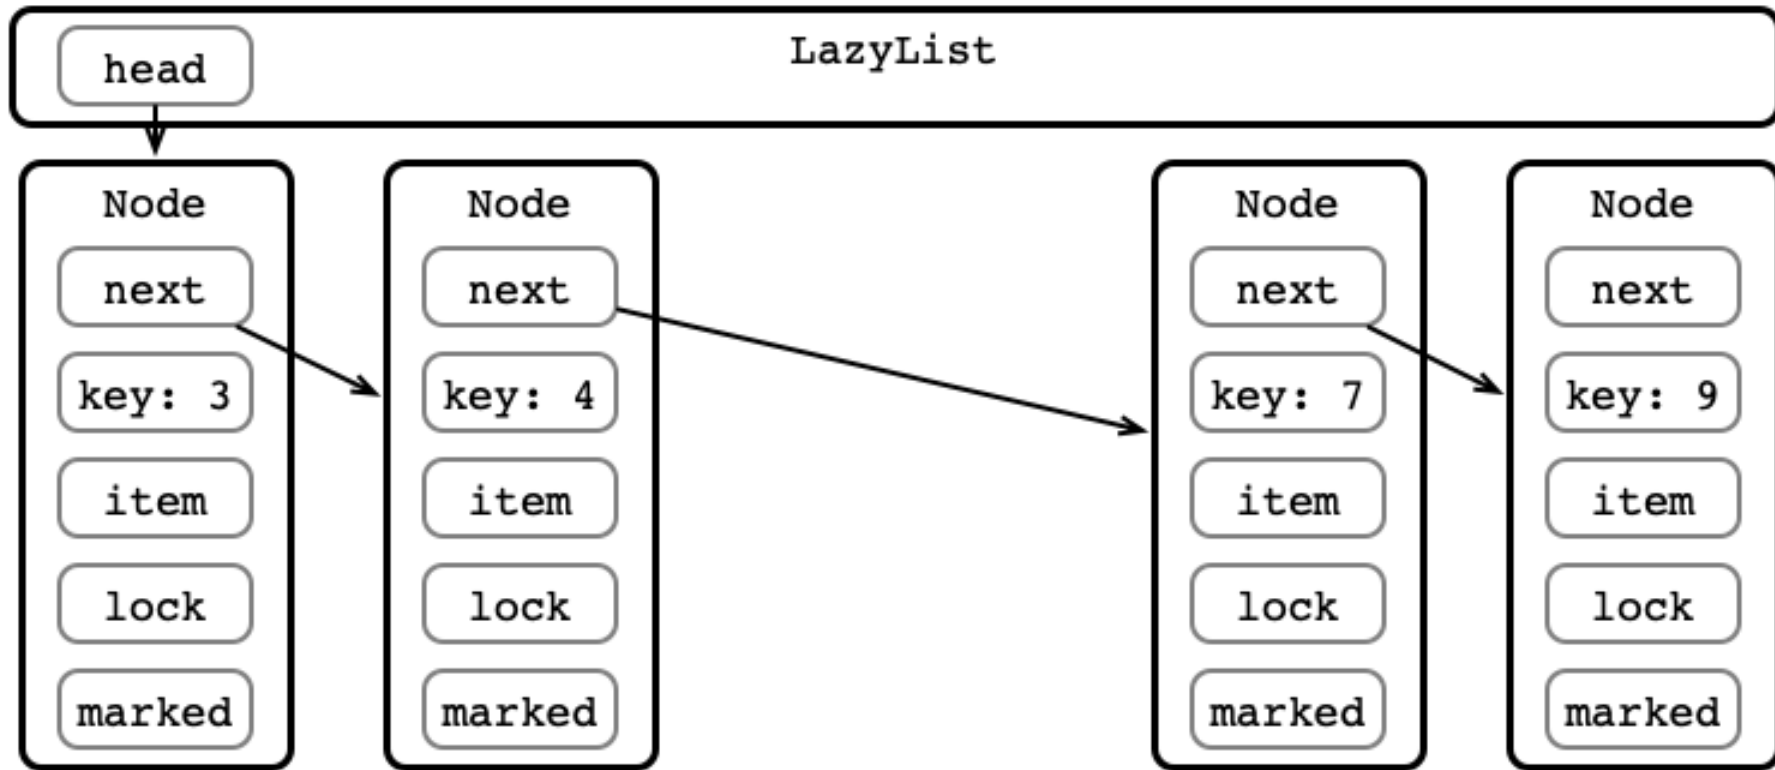 LazyList
head
Node
next
key: 3
item
lock
marked
Node
next
key: 4
item
lock
marked
Node
next
key: 7
item
lock
marked
Node
next
key: 9
item
lock
marked